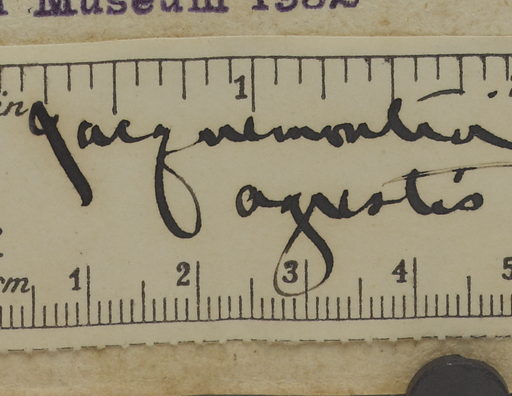 Museum 1982
in 1
Jacquemontia
agrestis
cm 1 2 3 4 5